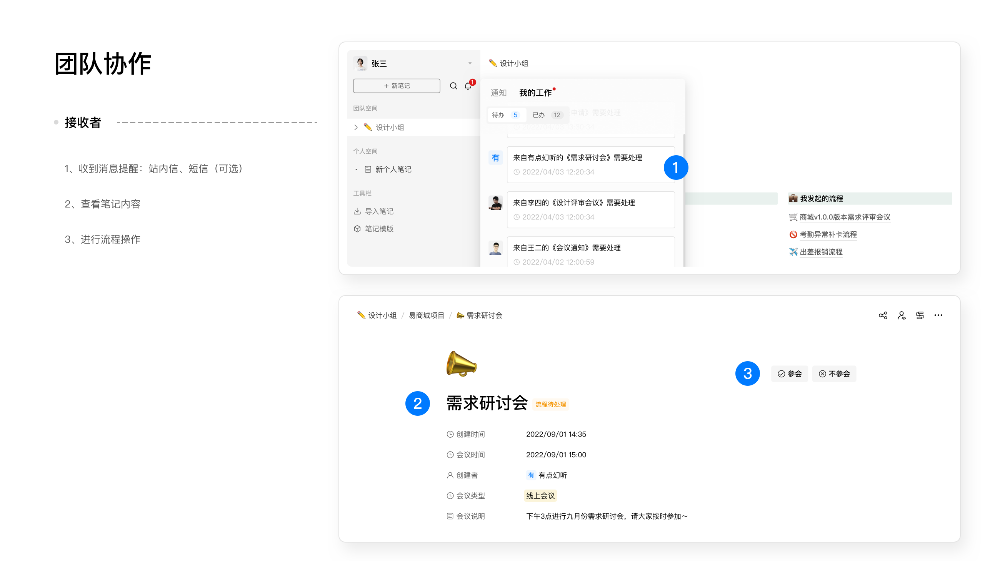 团队协作
接收者
1、收到消息提醒：站内信、短信（可选）
2、查看笔记内容
3、进行流程操作
张三
+ 新笔记
1
团队空间
设计小组
个人空间
新个人笔记
工具栏
导入笔记
笔记模版
设计小组
通知 我的工作
待办 5 已办 12
申请》需要处理
2022/04/03 13:30:34
有
来自有点幻听的《需求研讨会》需要处理
2022/04/03 12:20:34
1
来自李四的《设计评审会议》需要处理
2022/04/03 12:00:34
来自王二的《会议通知》需要处理
2022/04/02 12:00:59
我发起的流程
商城v1.0.0版本需求评审会议
考勤异常补卡流程
出差报销流程
设计小组 / 易商城项目 / 需求研讨会
3 参会 不参会
2 需求研讨会 流程待处理
创建时间 2022/09/01 14:35
会议时间 2022/09/01 15:00
创建者 有 有点幻听
会议类型 线上会议
会议说明 下午3点进行九月份需求研讨会，请大家按时参加～